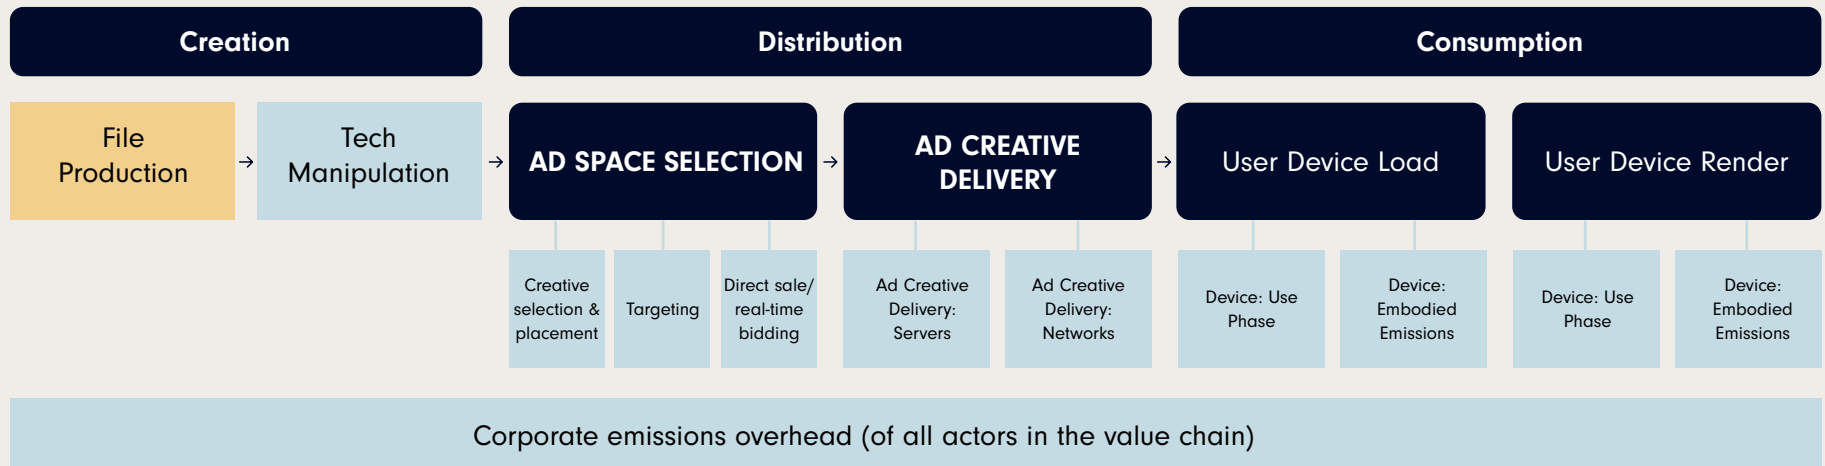 Creation
Distribution
Consumption
File
Production
Tech
Manipulation
AD SPACE SELECTION
AD CREATIVE
DELIVERY
User Device Load
User Device Render
Creative
selection &
placement
Targeting
Direct sale/
real-time
bidding
Ad Creative
Delivery:
Servers
Ad Creative
Delivery:
Networks
Device: Use
Phase
Device:
Embodied
Emissions
Device: Use
Phase
Device:
Embodied
Emissions
Corporate emissions overhead (of all actors in the value chain)